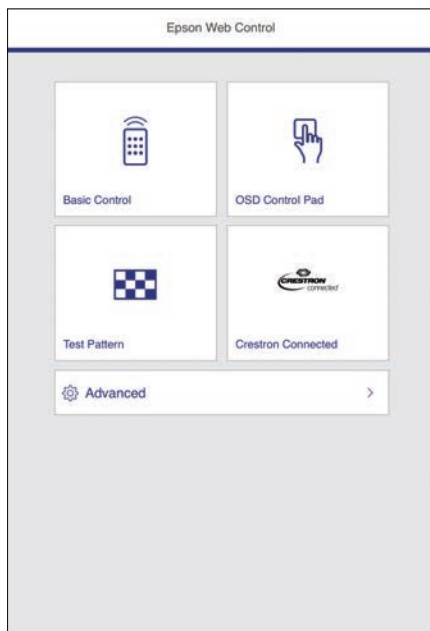 Epson Web Control
Basic Control
OSD Control Pad
Test Pattern
CRESTRON
connected
Crestron Connected
Advanced